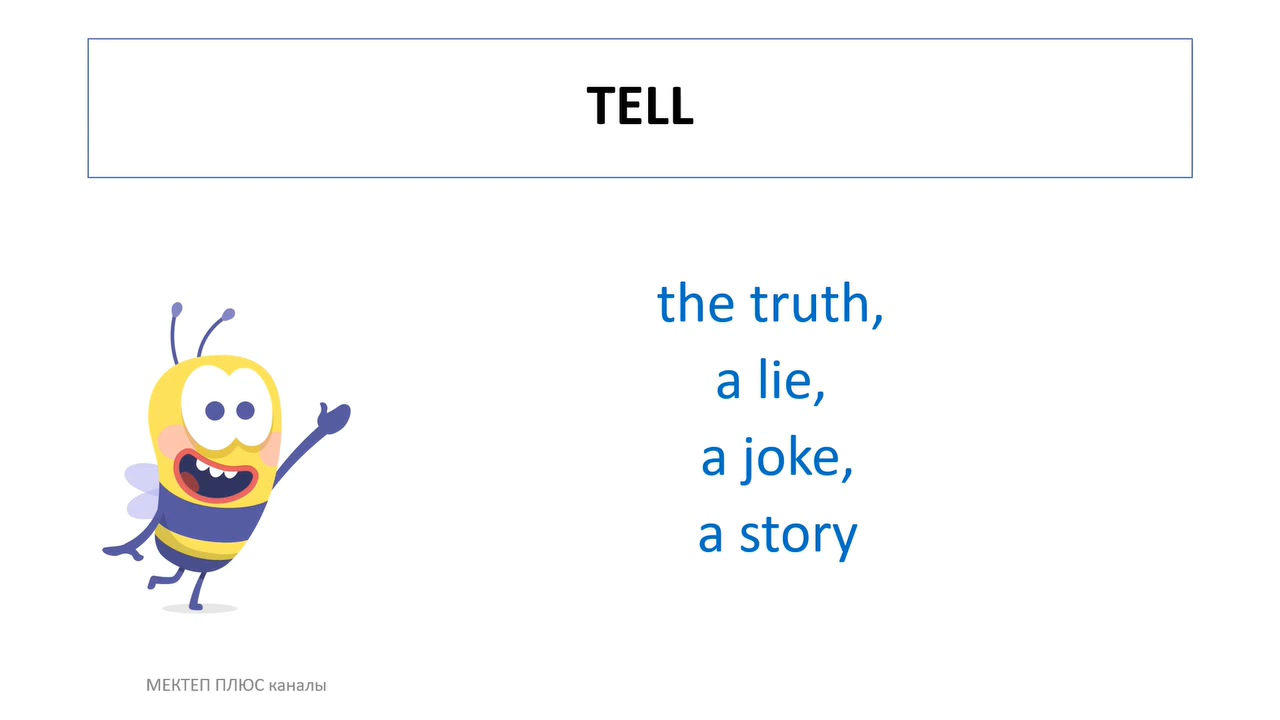 TELL
the truth,
a lie,
a joke,
a story
МЕКТЕП ПЛЮС каналы